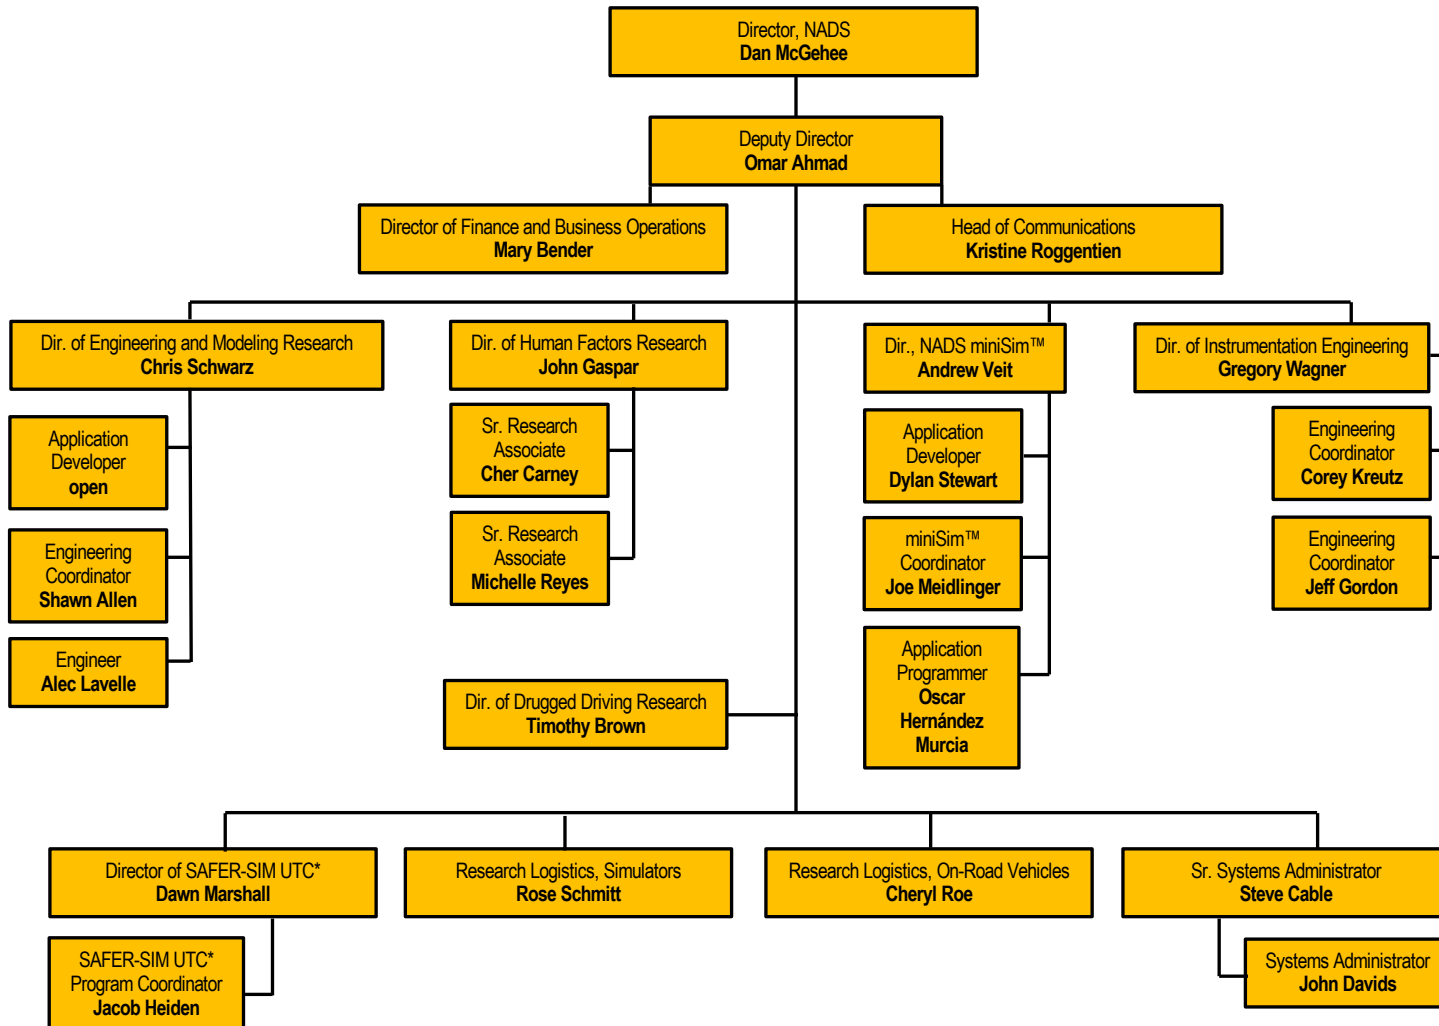 Director, NADS
Dan McGehee
Deputy Director
Omar Ahmad
Director of Finance and Business Operations
Mary Bender
Head of Communications
Kristine Roggentien
Dir. of Engineering and Modeling Research
Chris Schwarz
Dir. of Human Factors Research
John Gaspar
Dir., NADS miniSim™
Andrew Veit
Dir. of Instrumentation Engineering
Gregory Wagner
Application
Developer
open
Engineering
Coordinator
Shawn Allen
Engineer
Alec Lavelle
Sr. Research
Associate
Cher Carney
Sr. Research
Associate
Michelle Reyes
Application
Developer
Dylan Stewart
miniSim™
Coordinator
Joe Meidlinger
Application
Programmer
Oscar
Hernández
Murcia
Engineering
Coordinator
Corey Kreutz
Engineering
Coordinator
Jeff Gordon
Dir. of Drugged Driving Research
Timothy Brown
Director of SAFER-SIM UTC*
Dawn Marshall
Research Logistics, Simulators
Rose Schmitt
Research Logistics, On-Road Vehicles
Cheryl Roe
Sr. Systems Administrator
Steve Cable
SAFER-SIM UTC*
Program Coordinator
Jacob Heiden
Systems Administrator
John Davids